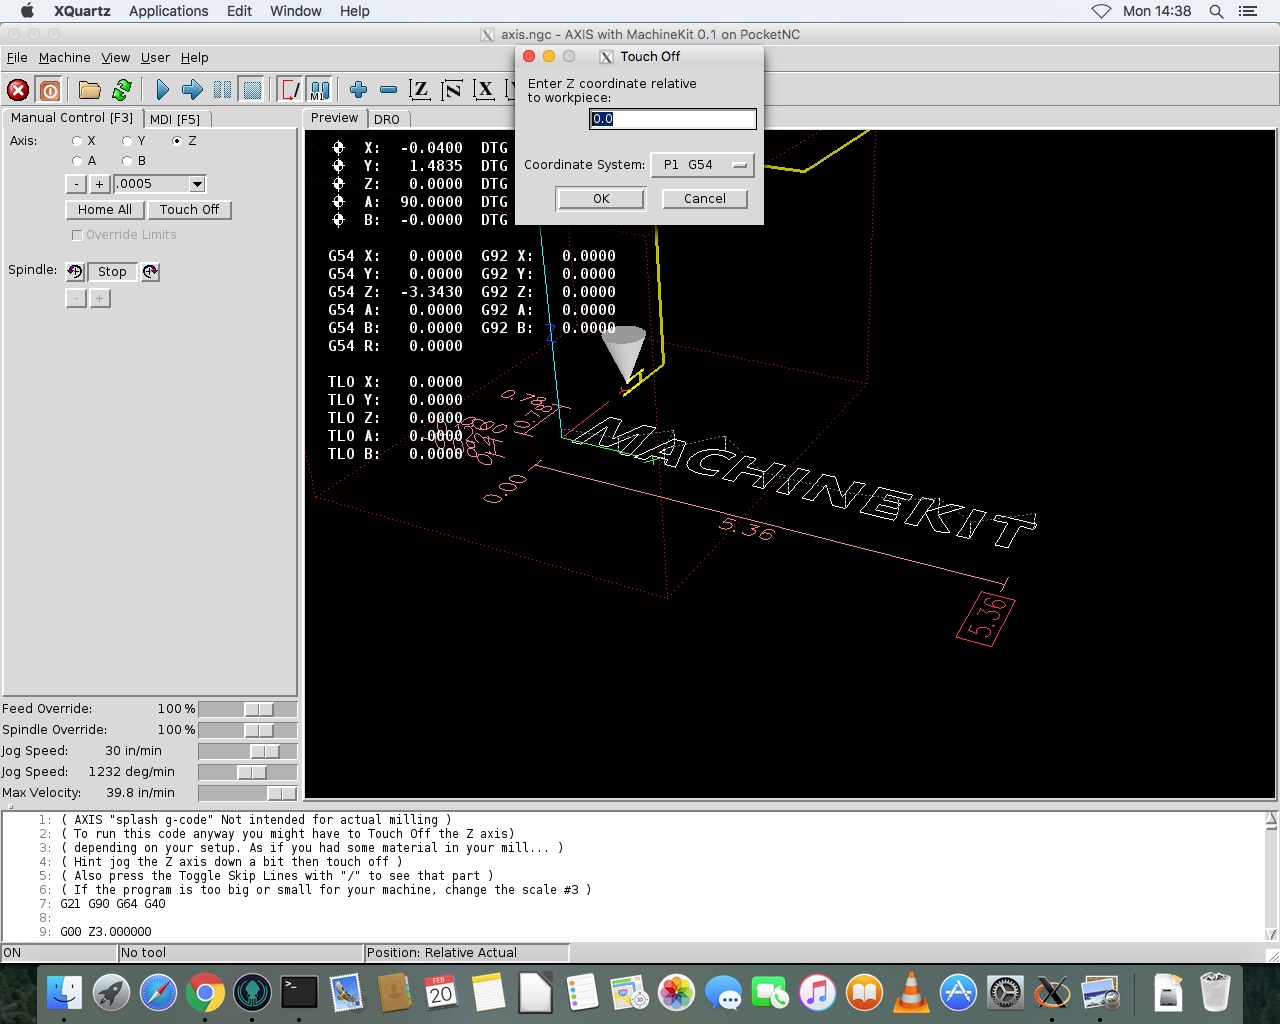 XQuartz Applications Edit Window Help Mon 14:38
axis.ngc - AXIS with MachineKit 0.1 on PocketNC
File Machine View User Help
Touch Off
Enter Z coordinate relative
to workpiece:
0.0
Coordinate System: P1 G54
OK Cancel
Z N X M1
Manual Control [F3] MDI [F5]
Axis: X Y Z
A B
- + .0005
Home All Touch Off
Override Limits
Spindle: Stop
- +
Preview DRO
X: -0.0400 DTG
Y: 1.4835 DTG
Z: 0.0000 DTG
A: 90.0000 DTG
B: -0.0000 DTG
G54 X: 0.0000 G92 X: 0.0000
G54 Y: 0.0000 G92 Y: 0.0000
G54 Z: -3.3430 G92 Z: 0.0000
G54 A: 0.0000 G92 A: 0.0000
G54 B: 0.0000 G92 B: 0.0000
G54 R: 0.0000
TLO X: 0.0000
TLO Y: 0.0000
TLO Z: 0.0000
TLO A: 0.0000
TLO B: 0.0000
Z
MACHINEKIT
0.00
5.36
5.36
Feed Override: 100 %
Spindle Override: 100 %
Jog Speed: 30 in/min
Jog Speed: 1232 deg/min
Max Velocity: 39.8 in/min
1: ( AXIS "splash g-code" Not intended for actual milling )
2: ( To run this code anyway you might have to Touch Off the Z axis)
3: ( depending on your setup. As if you had some material in your mill... )
4: ( Hint jog the Z axis down a bit then touch off )
5: ( Also press the Toggle Skip Lines with "/" to see that part )
6: ( If the program is too big or small for your machine, change the scale #3 )
7: G21 G90 G64 G40
8:
9: G00 Z3.000000
ON No tool Position: Relative Actual
FEB
20